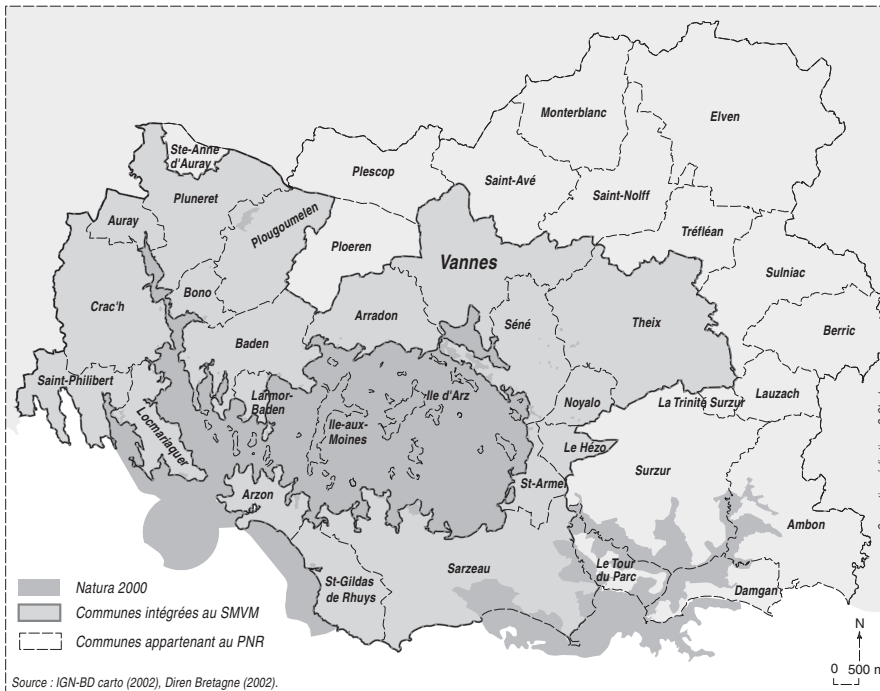 Monterblanc
Elven
Ste-Anne
d'Auray
Plescop
Saint-Avé
Saint-Nolff
Pluneret
Plougoumelen
Auray
Ploeren
Tréfléan
Vannes
Sulniac
Bono
Crac'h
Arradon
Séné
Theix
Berric
Baden
Saint-Philibert
Larmor-
Baden
Ile d'Arz
Noyalo
La Trinité Surzur
Lauzach
Locmariaquer
Ile-aux-
Moines
Le Hézo
Surzur
St-Armel
Arzon
Ambon
Sarzeau
Le Tour
du Parc
St-Gildas
de Rhuys
Damgan
Natura 2000
Communes intégrées au SMVM
Communes appartenant au PNR
N
0 500 m
Source : IGN-BD carto (2002), Diren Bretagne (2002).